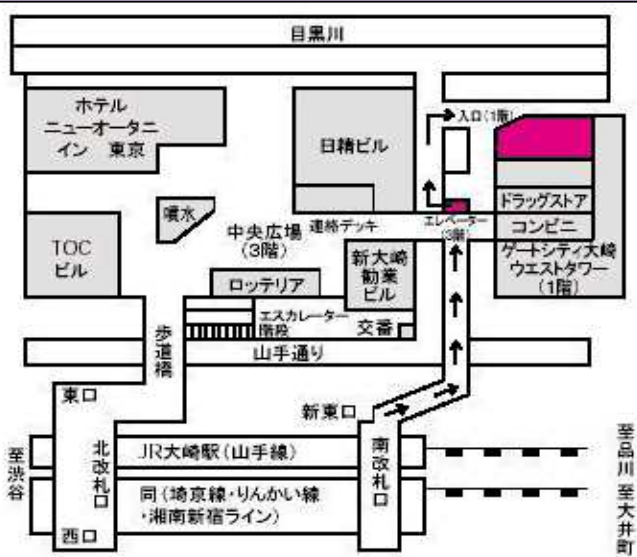 目黒川
ホテル
ニューオータニ
イン 東京
日精ビル
入口(1階)
ドラッグストア
コンビニ
ゲートシティ大崎
ウエストタワー
(1階)
エレベーター
(3階)
連絡デッキ
噴水
中央広場
(3階)
TOC
ビル
ロッテリア
新大崎
勧業
ビル
エスカレーター
階段
交番
歩道橋
山手通り
東口
新東口
北改札口
南改札口
JR大崎駅(山手線)
同(埼京線・りんかい線
・湘南新宿ライン)
西口
至渋谷
至品川
至大井町